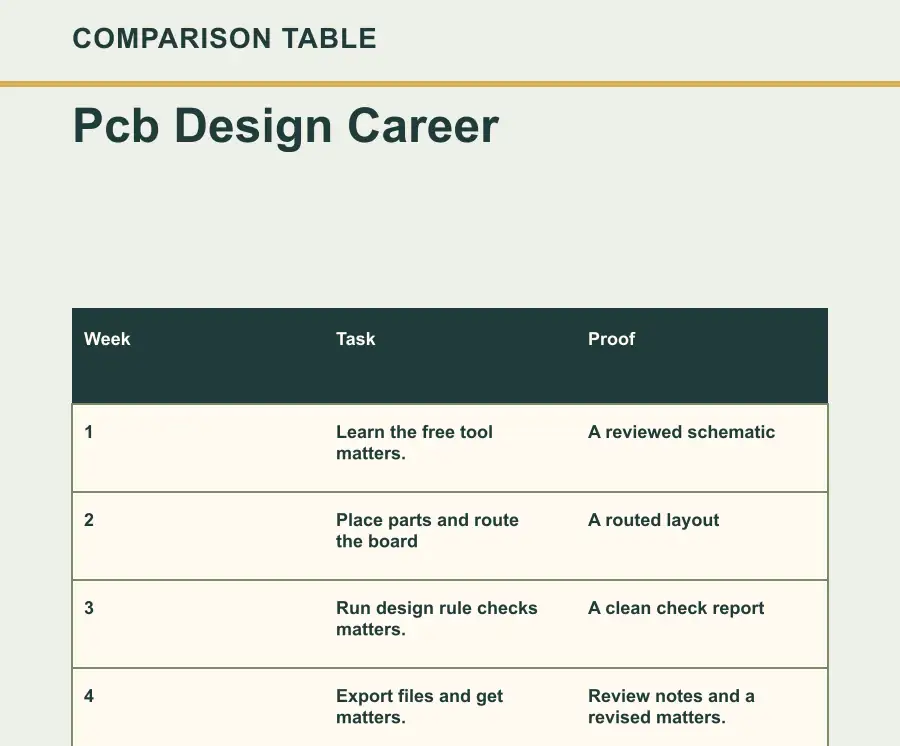 COMPARISON TABLE
Pcb Design Career
Week Task Proof
1 Learn the free tool A reviewed schematic
matters.
2 Place parts and route A routed layout
the board
3 Run design rule checks A clean check report
matters.
4 Export files and get Review notes and a
matters. revised matters.